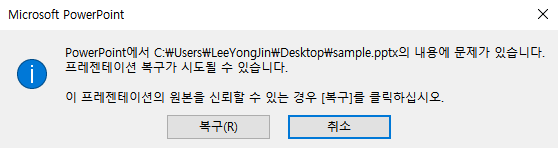 Microsoft PowerPoint
PowerPoint에서 C:₩Users₩LeeYongJin₩Desktop₩sample.pptx의 내용에 문제가 있습니다.
프레젠테이션 복구가 시도될 수 있습니다.
이 프레젠테이션의 원본을 신뢰할 수 있는 경우 [복구]를 클릭하십시오.
복구(R)
취소